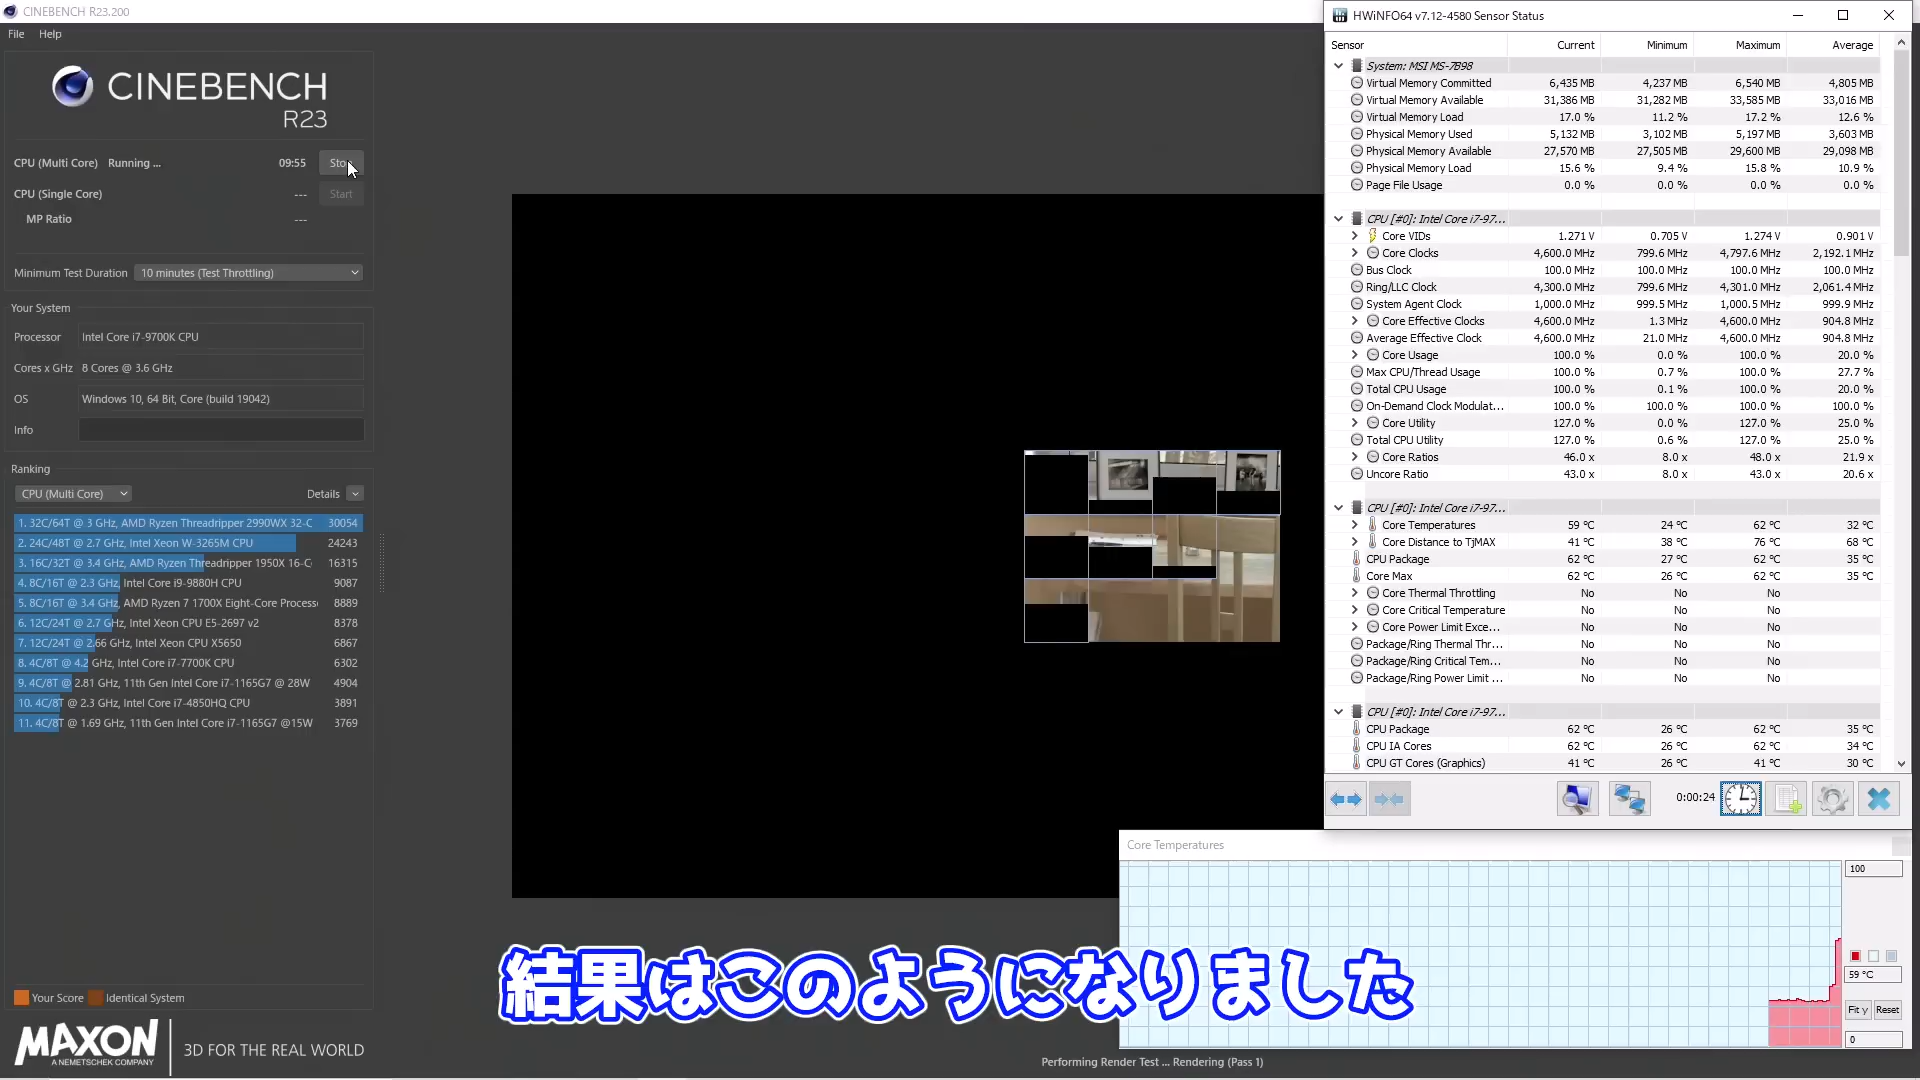 CINEBENCH R23.200
File Help
CINEBENCH
R23
CPU (Multi Core) Running ... 09:55 Stop
CPU (Single Core) --- Start
MP Ratio ---
Minimum Test Duration 10 minutes (Test Throttling)
Your System
Processor Intel Core i7-9700K CPU
Cores x GHz 8 Cores @ 3.6 GHz
OS Windows 10, 64 Bit, Core (build 19042)
Info
Ranking
CPU (Multi Core) Details
1. 32C/64T @ 3 GHz, AMD Ryzen Threadripper 2990WX 32-C 30054
2. 24C/48T @ 2.7 GHz, Intel Xeon W-3265M CPU 24243
3. 16C/32T @ 3.4 GHz, AMD Ryzen Threadripper 1950X 16-C 16315
4. 8C/16T @ 2.3 GHz, Intel Core i9-9880H CPU 9087
5. 8C/16T @ 3.4 GHz, AMD Ryzen 7 1700X Eight-Core Process 8889
6. 12C/24T @ 2.7 GHz, Intel Xeon CPU E5-2697 v2 8378
7. 12C/24T @ 2.66 GHz, Intel Xeon CPU X5650 6867
8. 4C/8T @ 4.2 GHz, Intel Core i7-7700K CPU 6302
9. 4C/8T @ 2.81 GHz, 11th Gen Intel Core i7-1165G7 @ 28W 4904
10. 4C/8T @ 2.3 GHz, Intel Core i7-4850HQ CPU 3891
11. 4C/8T @ 1.69 GHz, 11th Gen Intel Core i7-1165G7 @15W 3769
Your Score Identical System
MAXON
A NEMETSCHEK COMPANY
3D FOR THE REAL WORLD
HWiNFO64 v7.12-4580 Sensor Status
Sensor Current Minimum Maximum Average
System: MSI MS-7B98
Virtual Memory Committed 6,435 MB 4,237 MB 6,540 MB 4,805 MB
Virtual Memory Available 31,386 MB 31,282 MB 33,585 MB 33,016 MB
Virtual Memory Load 17.0 % 11.2 % 17.2 % 12.6 %
Physical Memory Used 5,132 MB 3,102 MB 5,197 MB 3,603 MB
Physical Memory Available 27,570 MB 27,505 MB 29,600 MB 29,098 MB
Physical Memory Load 15.6 % 9.4 % 15.8 % 10.9 %
Page File Usage 0.0 % 0.0 % 0.0 % 0.0 %
CPU [#0]: Intel Core i7-97...
Core VIDs 1.271 V 0.705 V 1.274 V 0.901 V
Core Clocks 4,600.0 MHz 799.6 MHz 4,797.6 MHz 2,192.1 MHz
Bus Clock 100.0 MHz 100.0 MHz 100.0 MHz 100.0 MHz
Ring/LLC Clock 4,300.0 MHz 799.6 MHz 4,301.0 MHz 2,061.4 MHz
System Agent Clock 1,000.0 MHz 999.5 MHz 1,000.5 MHz 999.9 MHz
Core Effective Clocks 4,600.0 MHz 1.3 MHz 4,600.0 MHz 904.8 MHz
Average Effective Clock 4,600.0 MHz 21.0 MHz 4,600.0 MHz 904.8 MHz
Core Usage 100.0 % 0.0 % 100.0 % 20.0 %
Max CPU/Thread Usage 100.0 % 0.7 % 100.0 % 27.7 %
Total CPU Usage 100.0 % 0.1 % 100.0 % 20.0 %
On-Demand Clock Modulat... 100.0 % 100.0 % 100.0 % 100.0 %
Core Utility 127.0 % 0.0 % 127.0 % 25.0 %
Total CPU Utility 127.0 % 0.6 % 127.0 % 25.0 %
Core Ratios 46.0 x 8.0 x 48.0 x 21.9 x
Uncore Ratio 43.0 x 8.0 x 43.0 x 20.6 x
CPU [#0]: Intel Core i7-97...
Core Temperatures 59 °C 24 °C 62 °C 32 °C
Core Distance to TjMAX 41 °C 38 °C 76 °C 68 °C
CPU Package 62 °C 27 °C 62 °C 35 °C
Core Max 62 °C 26 °C 62 °C 35 °C
Core Thermal Throttling No No No
Core Critical Temperature No No No
Core Power Limit Exce... No No No
Package/Ring Thermal Thr... No No No
Package/Ring Critical Tem... No No No
Package/Ring Power Limit ... No No No
CPU [#0]: Intel Core i7-97...
CPU Package 62 °C 26 °C 62 °C 35 °C
CPU IA Cores 62 °C 26 °C 62 °C 34 °C
CPU GT Cores (Graphics) 41 °C 26 °C 41 °C 30 °C
0:00:24
Core Temperatures
100
59 °C
Fit y Reset
0
結果はこのようになりました
Performing Render Test ... Rendering (Pass 1)